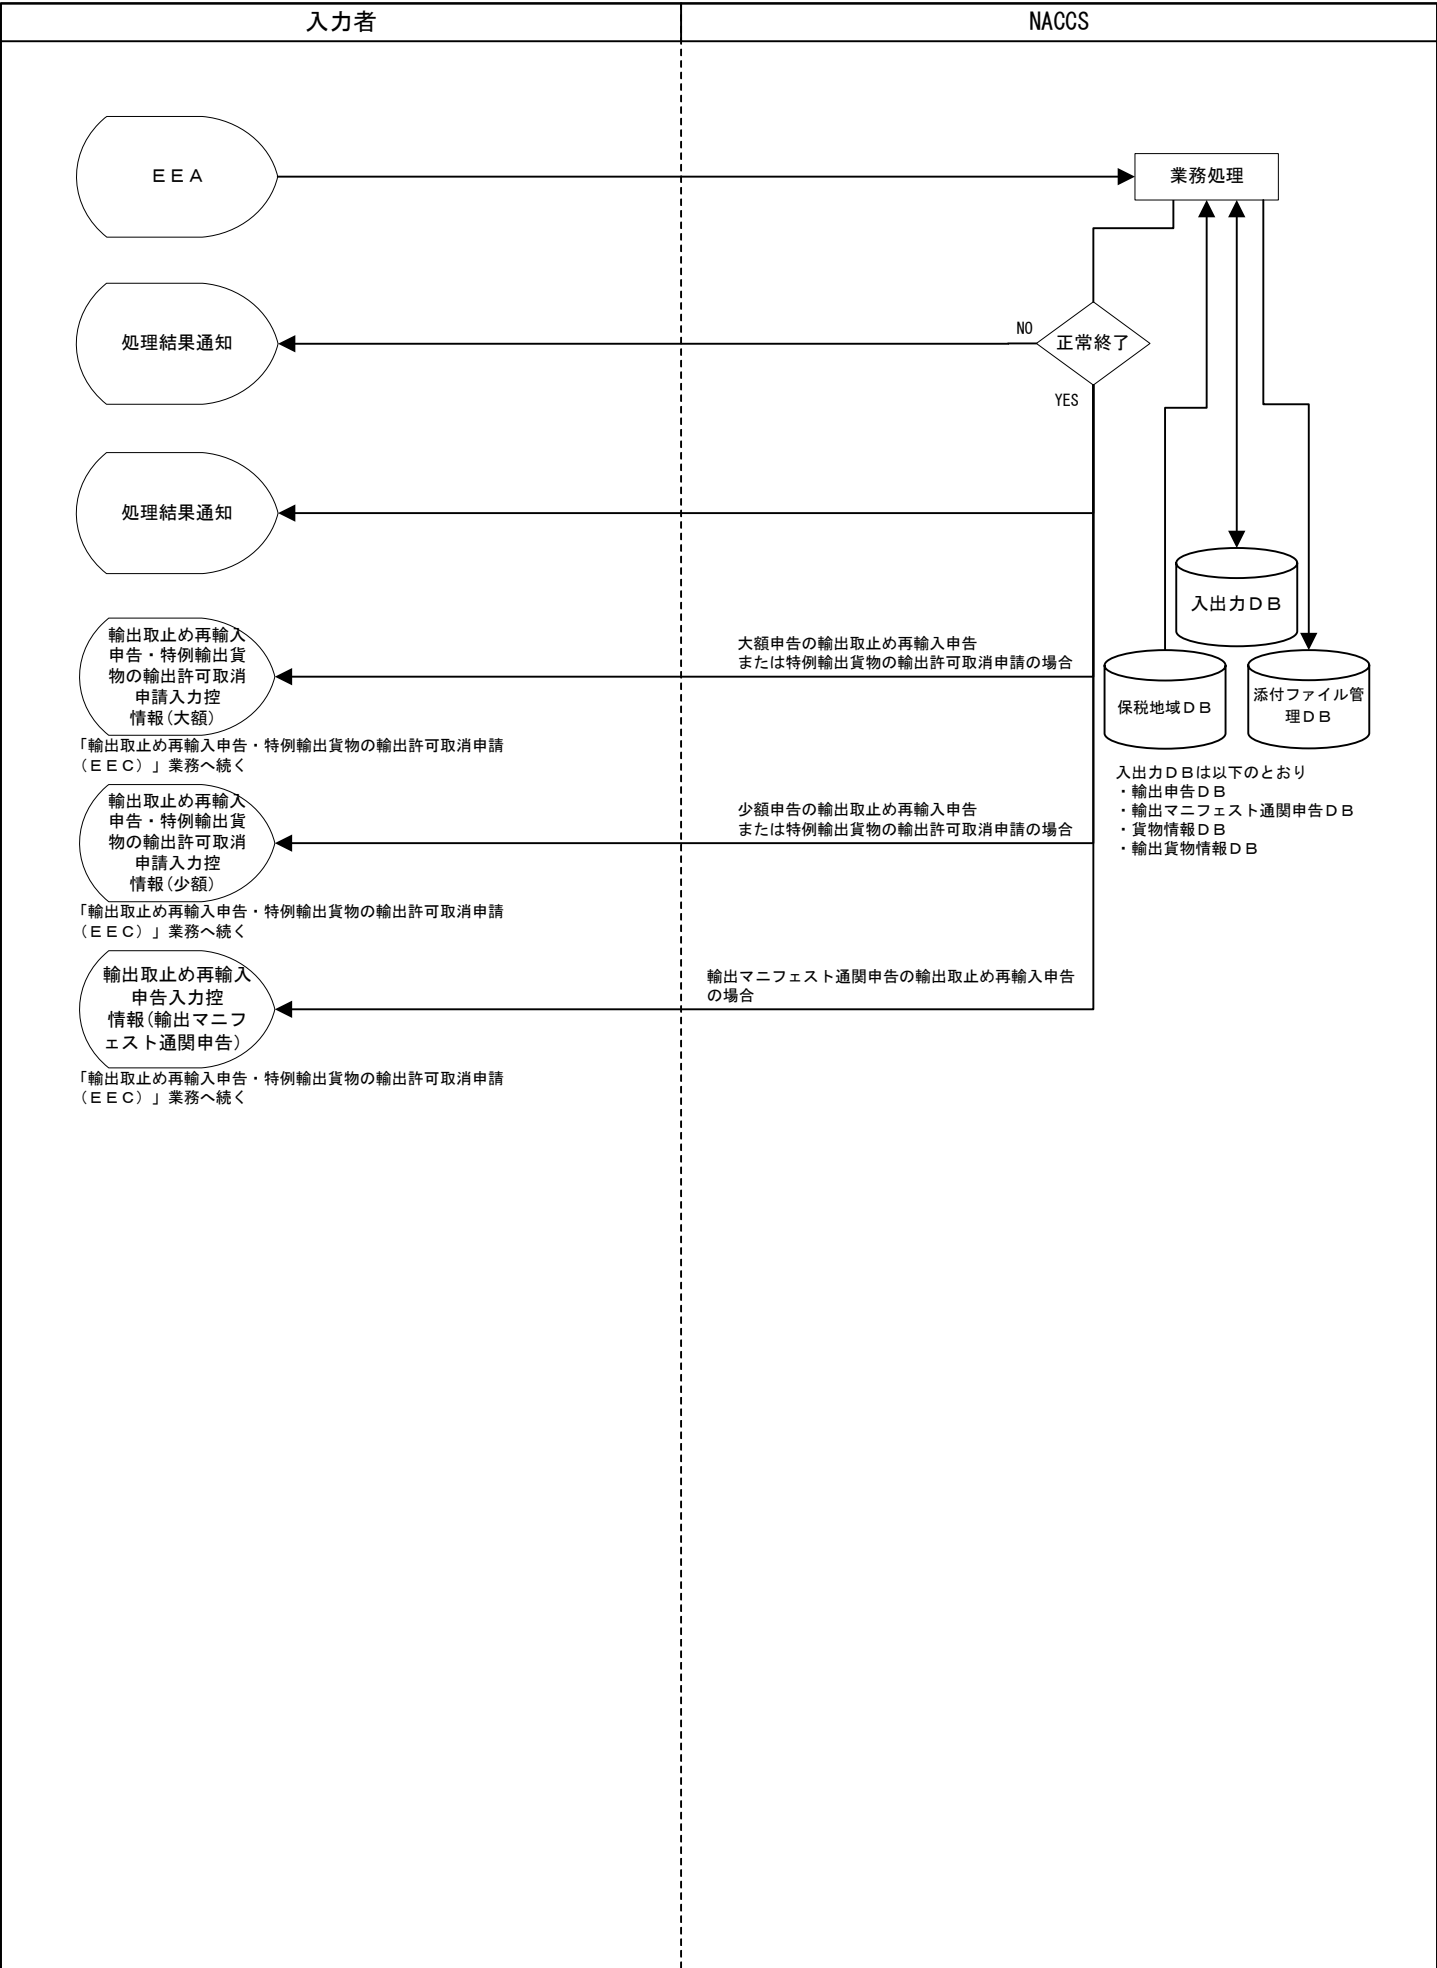 入力者
NACCS
ＥＥＡ
業務処理
処理結果通知
NO
正常終了
YES
処理結果通知
入出力ＤＢ
輸出取止め再輸入
申告・特例輸出貨
物の輸出許可取消
申請入力控
情報(大額)
大額申告の輸出取止め再輸入申告
または特例輸出貨物の輸出許可取消申請の場合
保税地域ＤＢ
添付ファイル管
理ＤＢ
「輸出取止め再輸入申告・特例輸出貨物の輸出許可取消申請
（ＥＥＣ）」業務へ続く
入出力ＤＢは以下のとおり
・輸出申告ＤＢ
・輸出マニフェスト通関申告ＤＢ
・貨物情報ＤＢ
・輸出貨物情報ＤＢ
輸出取止め再輸入
申告・特例輸出貨
物の輸出許可取消
申請入力控
情報(少額)
少額申告の輸出取止め再輸入申告
または特例輸出貨物の輸出許可取消申請の場合
「輸出取止め再輸入申告・特例輸出貨物の輸出許可取消申請
（ＥＥＣ）」業務へ続く
輸出取止め再輸入
申告入力控
情報(輸出マニフ
ェスト通関申告)
輸出マニフェスト通関申告の輸出取止め再輸入申告
の場合
「輸出取止め再輸入申告・特例輸出貨物の輸出許可取消申請
（ＥＥＣ）」業務へ続く